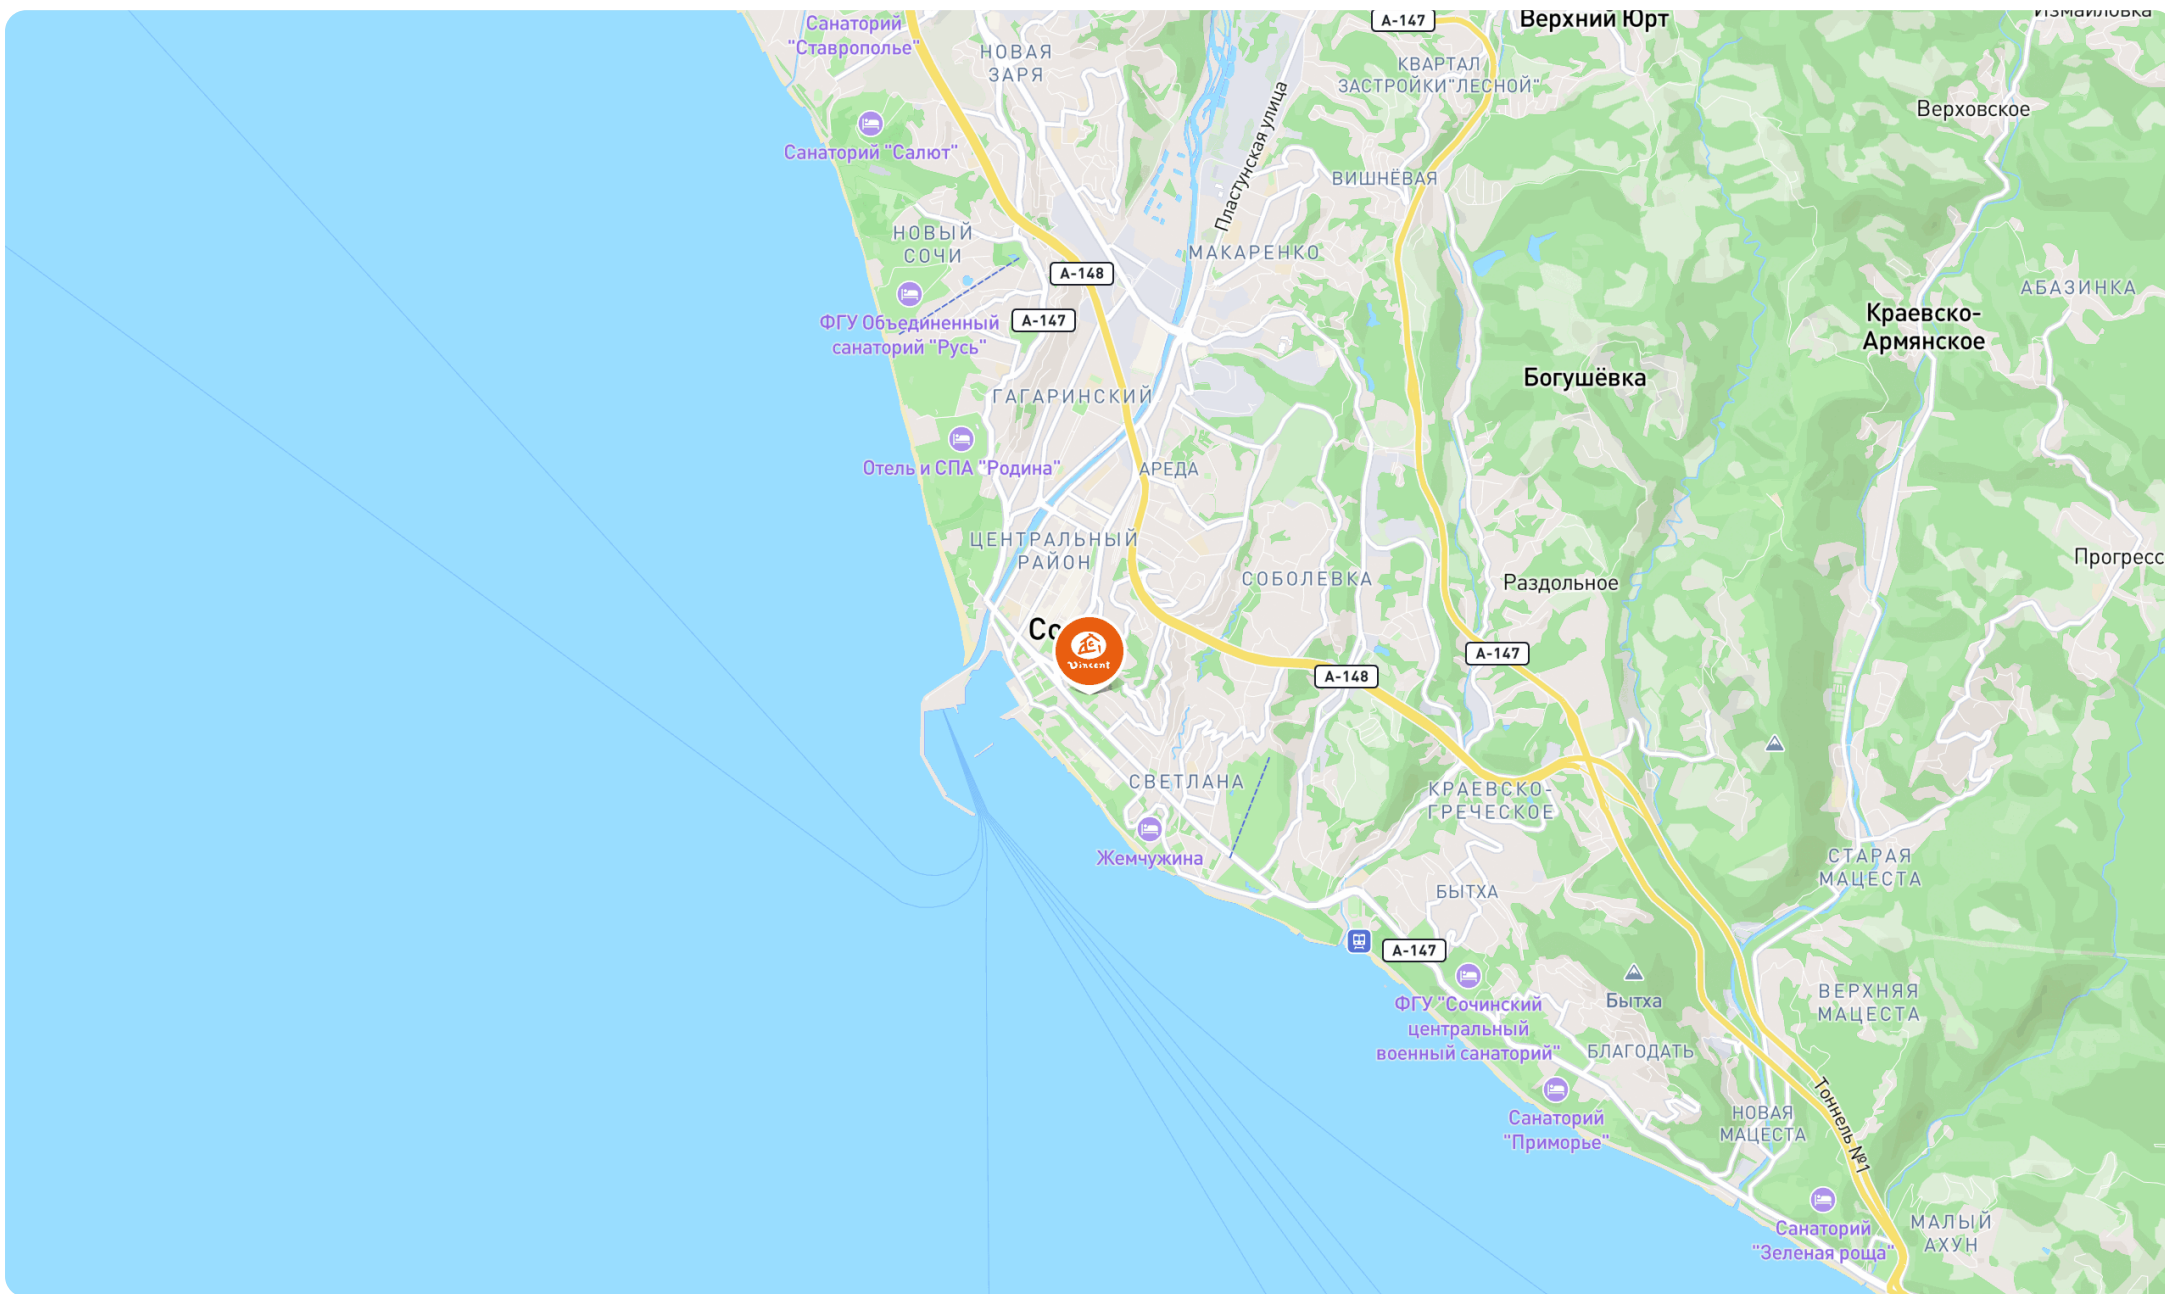 Санаторий
"Ставрополье"
НОВАЯ
ЗАРЯ
А-147
Верхний Юрт
Измайловка
КВАРТАЛ
ЗАСТРОЙКИ"ЛЕСНОЙ"
Верховское
Санаторий "Салют"
Пластунская улица
ВИШНЁВАЯ
НОВЫЙ
СОЧИ
МАКАРЕНКО
А-148
АБАЗИНКА
ФГУ Объединенный
санаторий "Русь"
А-147
Краевско-
Армянское
Богушёвка
ГАГАРИНСКИЙ
Отель и СПА "Родина"
АРЕДА
ЦЕНТРАЛЬНЫЙ
РАЙОН
Прогресс
СОБОЛЕВКА
Раздольное
Со
Vincent
А-147
А-148
СВЕТЛАНА
КРАЕВСКО-
ГРЕЧЕСКОЕ
Жемчужина
СТАРАЯ
МАЦЕСТА
БЫТХА
А-147
ФГУ "Сочинский
центральный
военный санаторий"
Бытха
ВЕРХНЯЯ
МАЦЕСТА
БЛАГОДАТЬ
Санаторий
"Приморье"
НОВАЯ
МАЦЕСТА
Тоннель №1
Санаторий
"Зеленая роща"
МАЛЫЙ
АХУН